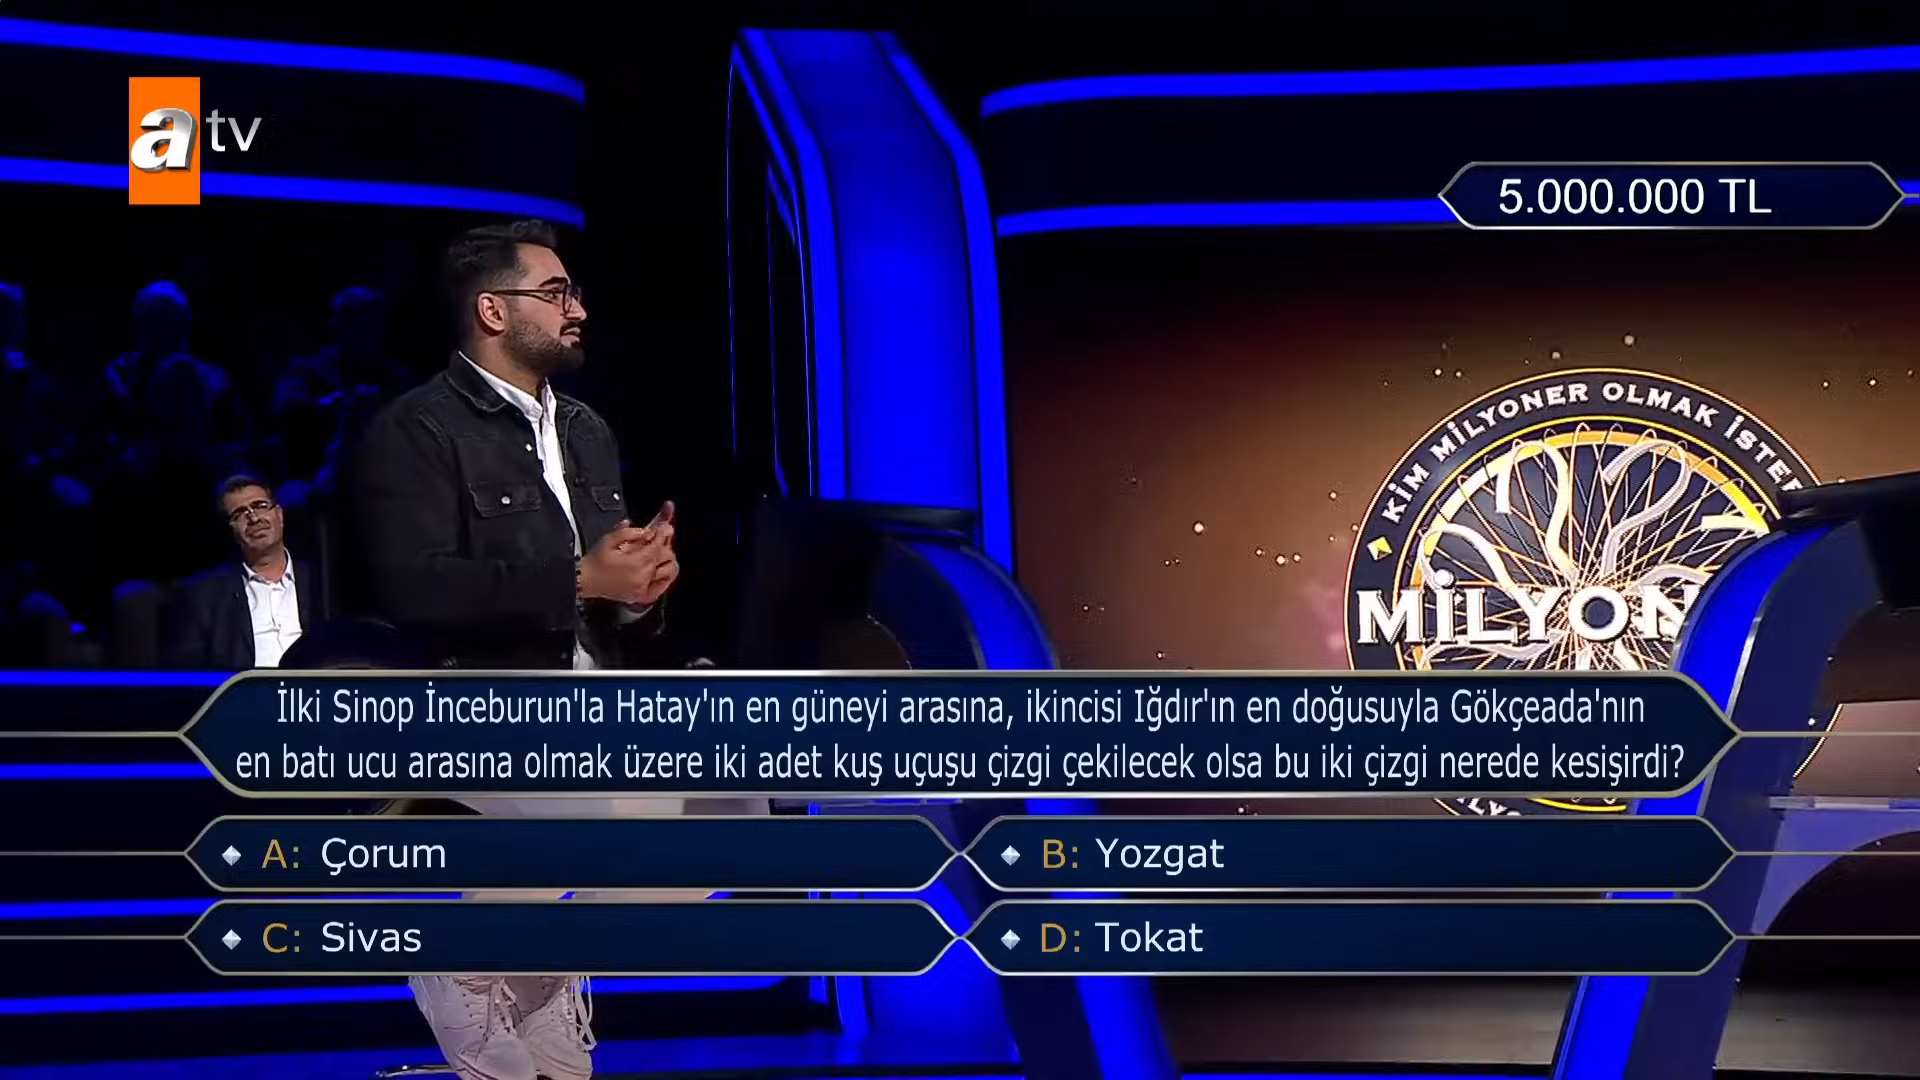 atv
5.000.000 TL
KİM MİLYONER OLMAK İSTER
MİLYON
İlki Sinop İnceburun'la Hatay'ın en güneyi arasına, ikincisi Iğdır'ın en doğusuyla Gökçeada'nın
en batı ucu arasına olmak üzere iki adet kuş uçuşu çizgi çekilecek olsa bu iki çizgi nerede kesişirdi?
A: Çorum
B: Yozgat
C: Sivas
D: Tokat